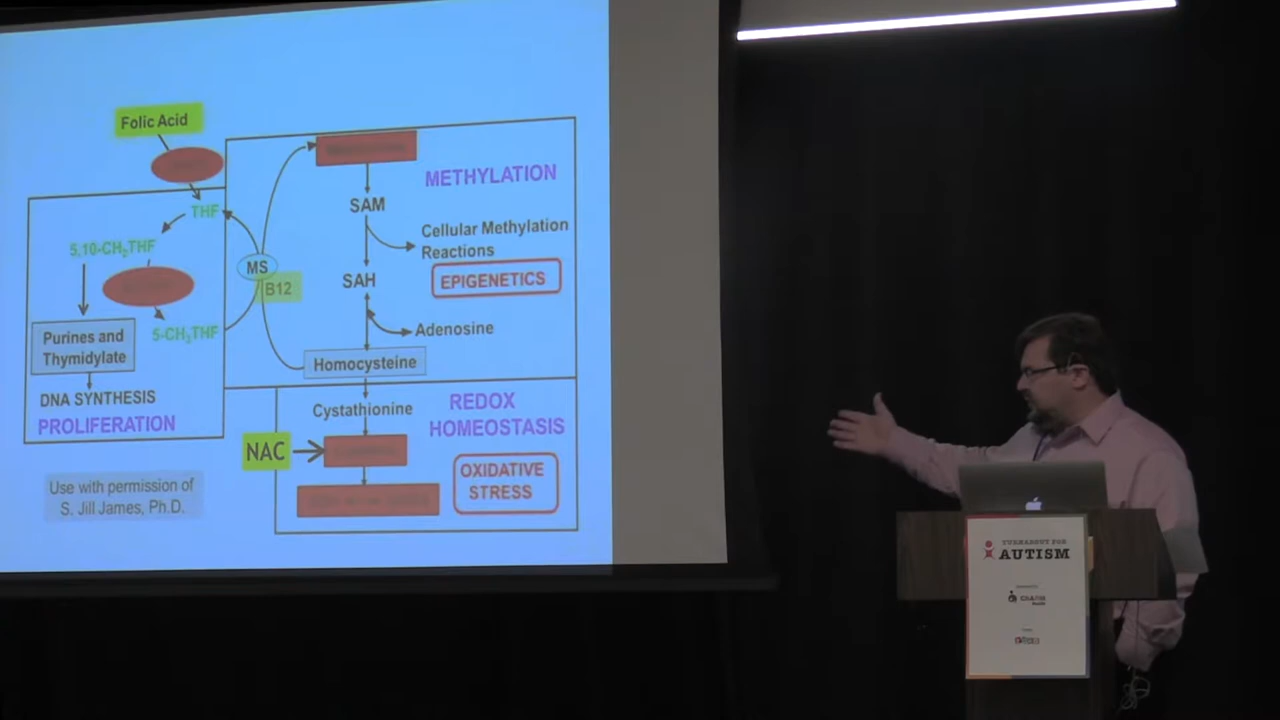 Folic Acid
THF
5,10-CH₂THF
5-CH₃THF
Purines and
Thymidylate
DNA SYNTHESIS
PROLIFERATION
MS
B12
METHYLATION
SAM
Cellular Methylation
Reactions
EPIGENETICS
SAH
Adenosine
Homocysteine
Cystathionine
REDOX
HOMEOSTASIS
NAC
OXIDATIVE
STRESS
Use with permission of
S. Jill James, Ph.D.
TURNABOUT FOR
AUTISM